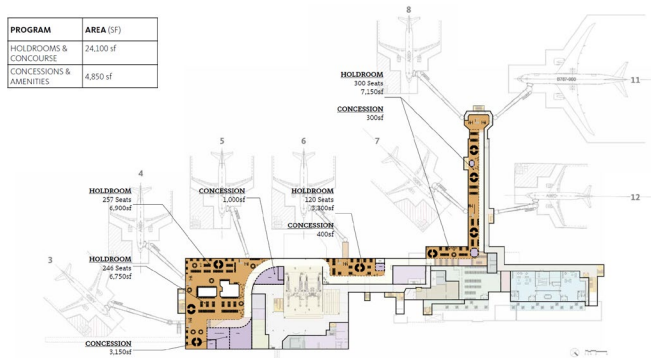 PROGRAM AREA (SF)
HOLDROOMS & CONCOURSE 24,100 sf
CONCESSIONS & AMENITIES 4,850 sf
8
HOLDROOM
300 Seats
7,150sf
CONCESSION
300sf
11
7
12
5
6
4
HOLDROOM
257 Seats
6,900sf
CONCESSION
1,000sf
HOLDROOM
120 Seats
3,300sf
CONCESSION
400sf
3
HOLDROOM
246 Seats
6,750sf
CONCESSION
3,150sf